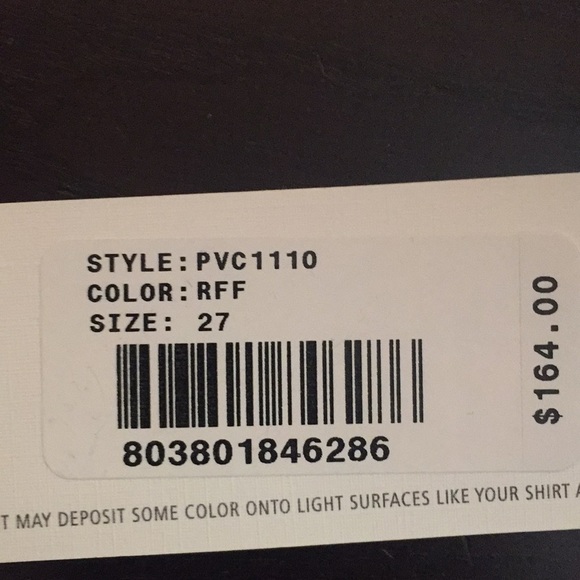 STYLE: PVC1110
COLOR: RFF
SIZE: 27
803801846286
$164.00
T MAY DEPOSIT SOME COLOR ONTO LIGHT SURFACES LIKE YOUR SHIRT A